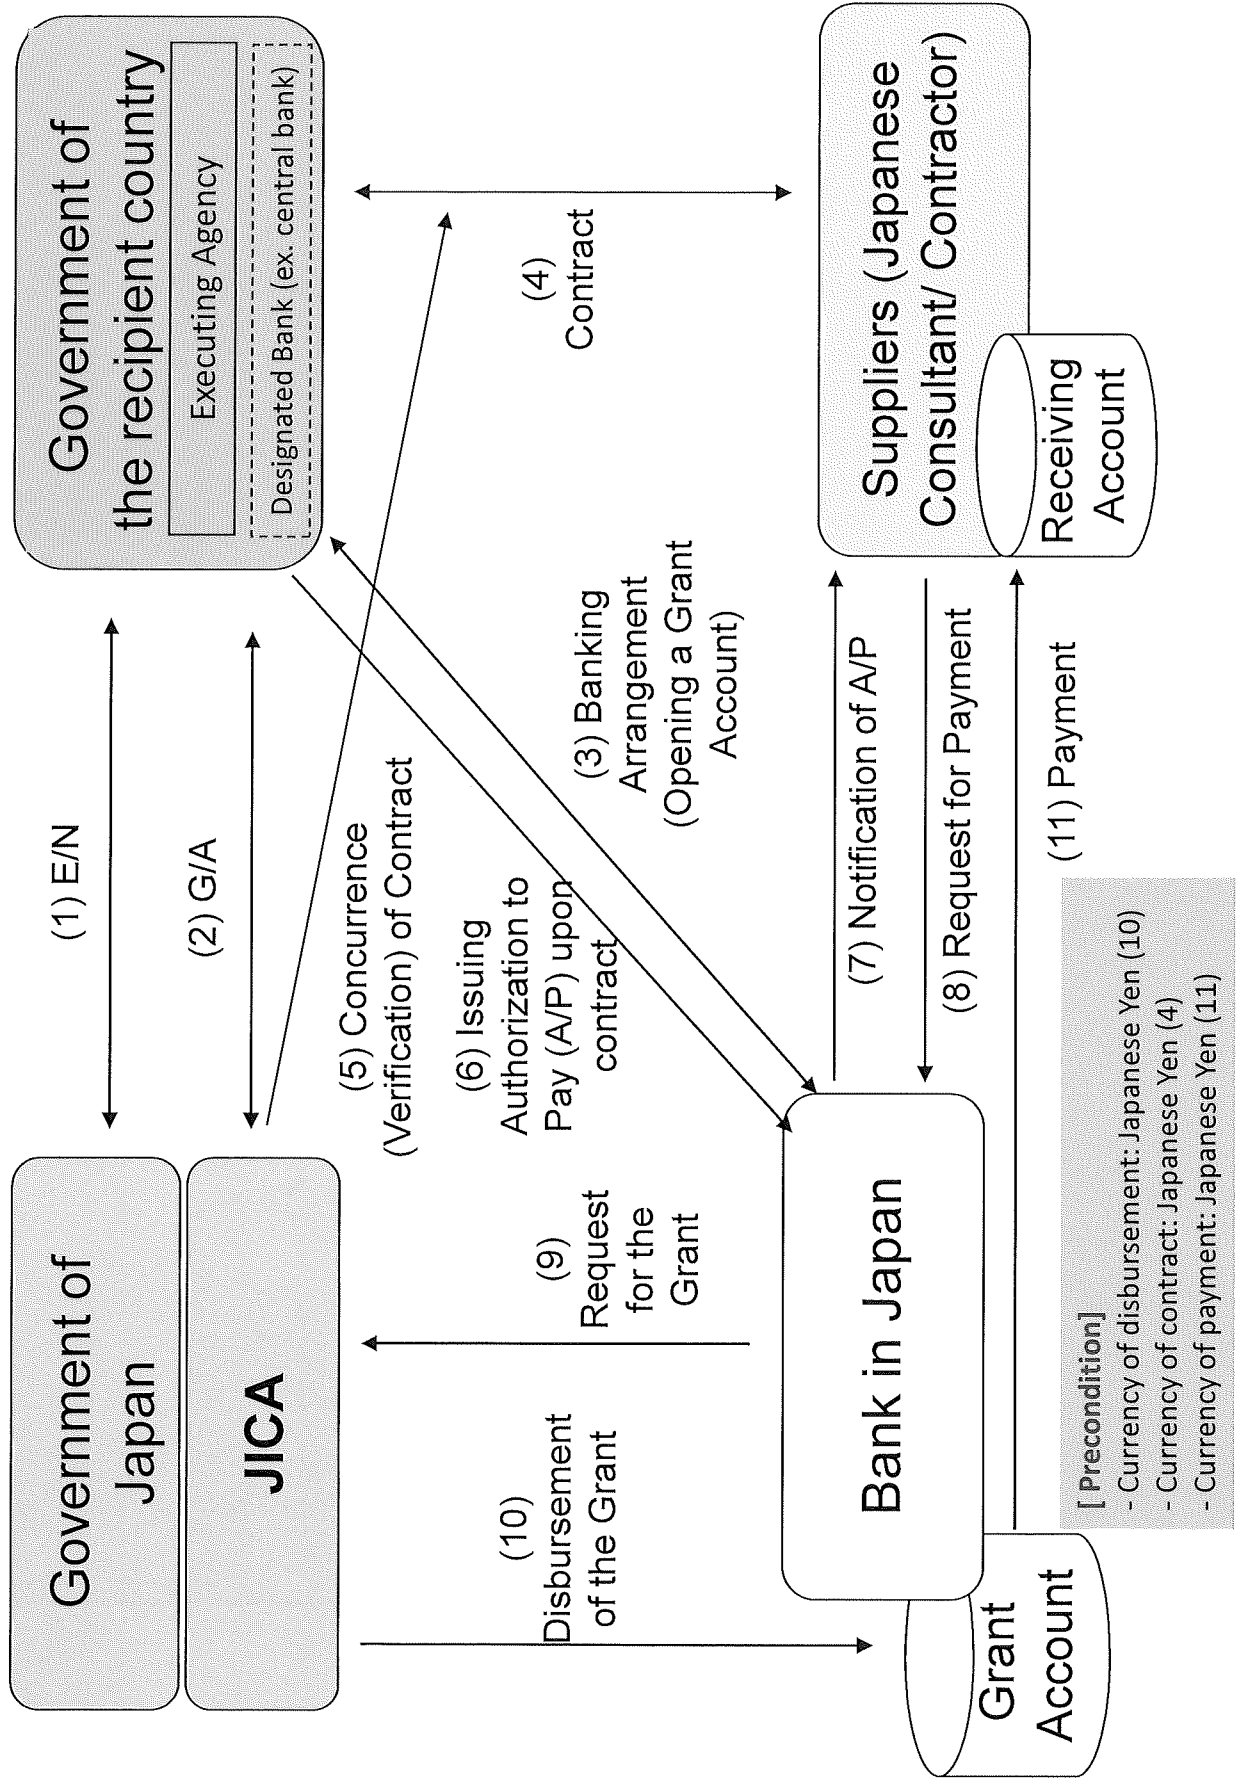 Government of
Japan
JICA
(1) E/N
(2) G/A
Government of
the recipient country
Executing Agency
Designated Bank (ex. central bank)
(5) Concurrence
(Verification) of Contract
(6) Issuing
Authorization to
Pay (A/P) upon
contract
(10)
Disbursement
of the Grant
(9)
Request
for the
Grant
(3) Banking
Arrangement
(Opening a Grant
Account)
(4)
Contract
Bank in Japan
Grant
Account
(7) Notification of A/P
(8) Request for Payment
(11) Payment
Suppliers (Japanese
Consultant/ Contractor)
Receiving
Account
[ Precondition]
- Currency of disbursement: Japanese Yen (10)
- Currency of contract: Japanese Yen (4)
- Currency of payment: Japanese Yen (11)